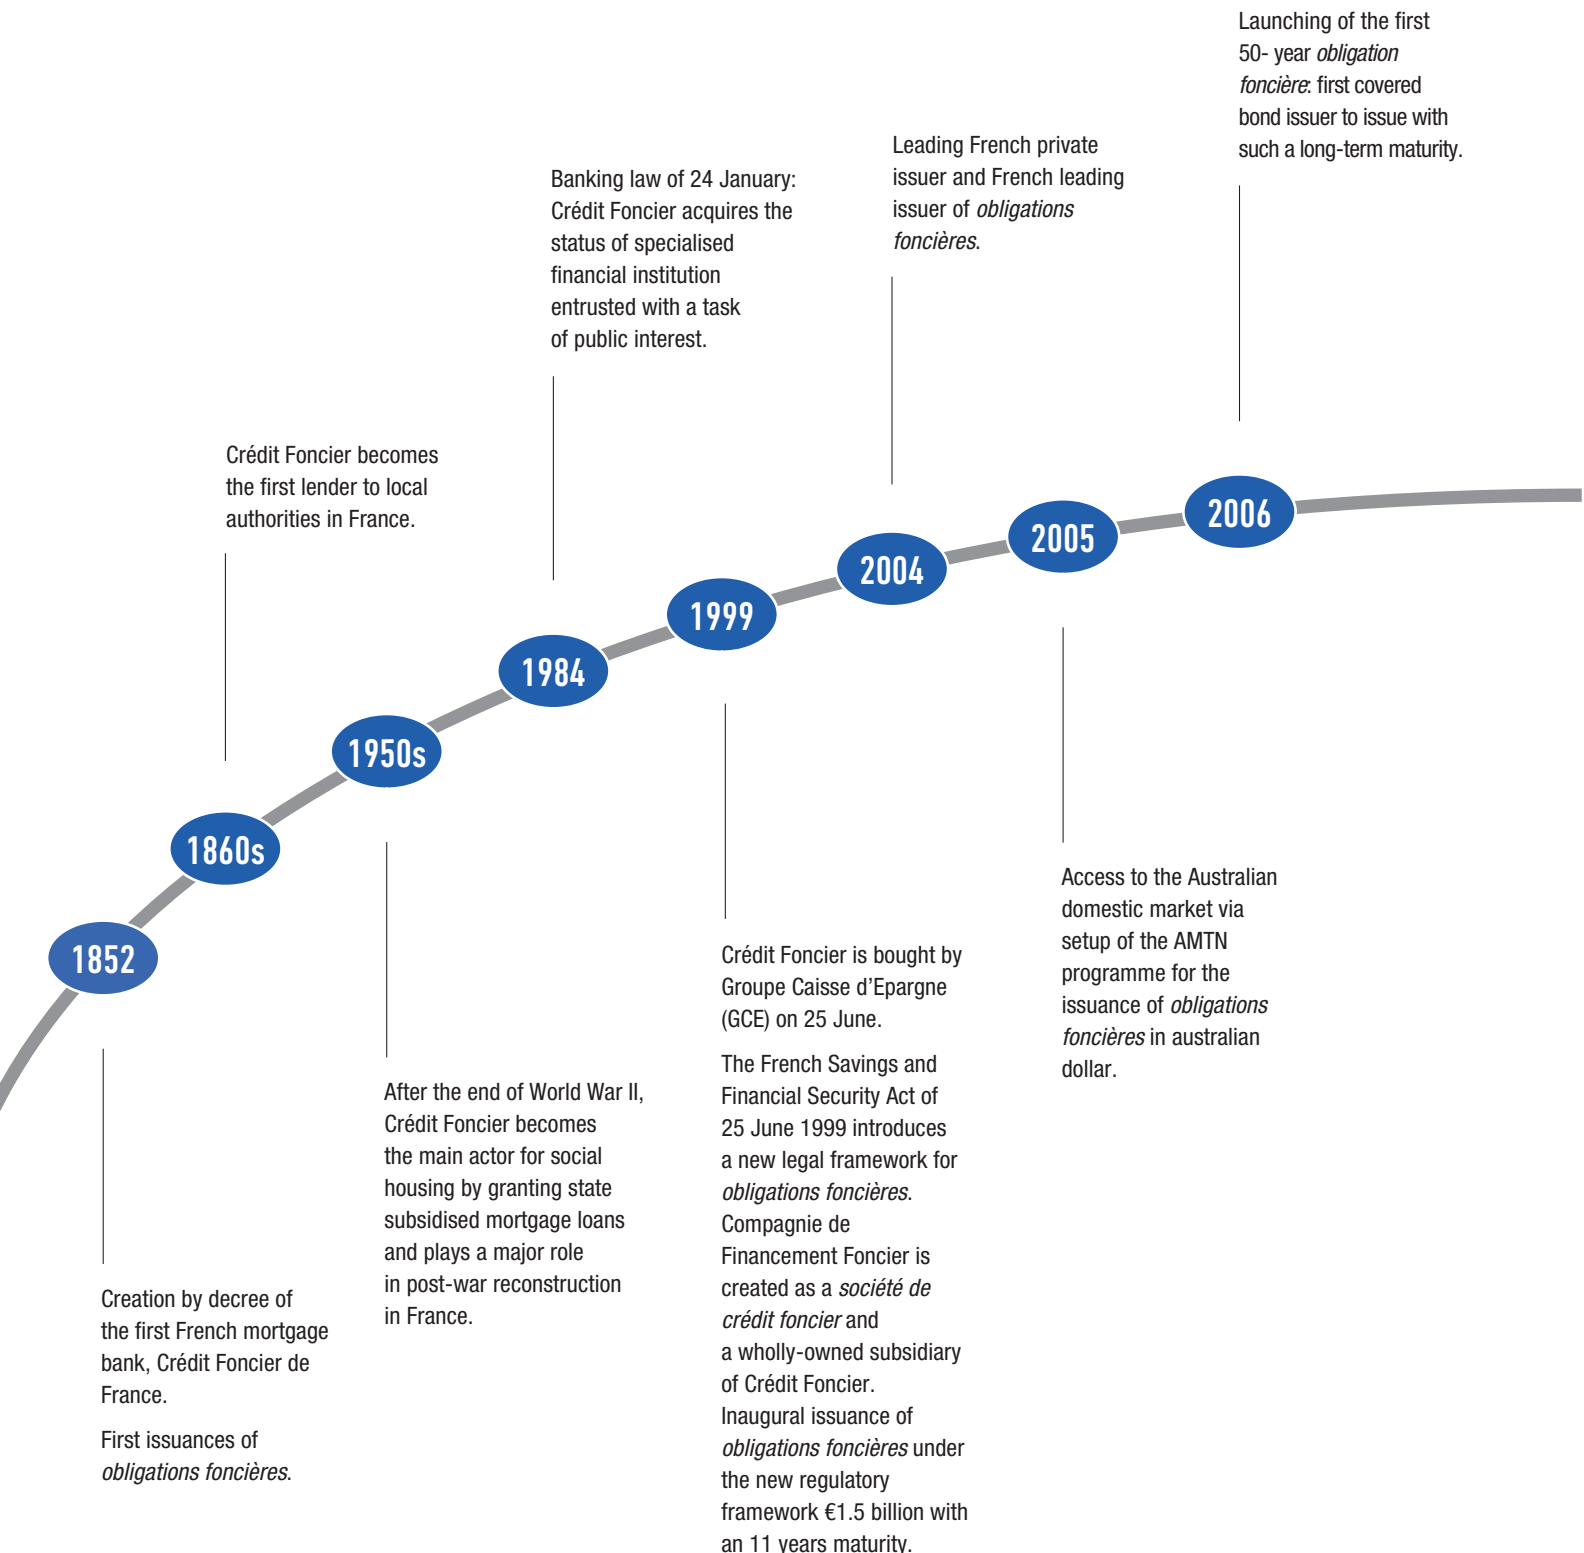 Launching of the first
50- year obligation
foncière: first covered
bond issuer to issue with
such a long-term maturity.
Leading French private
issuer and French leading
issuer of obligations
foncières.
Banking law of 24 January:
Crédit Foncier acquires the
status of specialised
financial institution
entrusted with a task
of public interest.
Crédit Foncier becomes
the first lender to local
authorities in France.
2006
2005
2004
1999
1984
1950s
1860s
1852
Access to the Australian
domestic market via
setup of the AMTN
programme for the
issuance of obligations
foncières in australian
dollar.
Crédit Foncier is bought by
Groupe Caisse d’Epargne
(GCE) on 25 June.
The French Savings and
Financial Security Act of
25 June 1999 introduces
a new legal framework for
obligations foncières.
Compagnie de
Financement Foncier is
created as a société de
crédit foncier and
a wholly-owned subsidiary
of Crédit Foncier.
Inaugural issuance of
obligations foncières under
the new regulatory
framework €1.5 billion with
an 11 years maturity.
After the end of World War II,
Crédit Foncier becomes
the main actor for social
housing by granting state
subsidised mortgage loans
and plays a major role
in post-war reconstruction
in France.
Creation by decree of
the first French mortgage
bank, Crédit Foncier de
France.
First issuances of
obligations foncières.